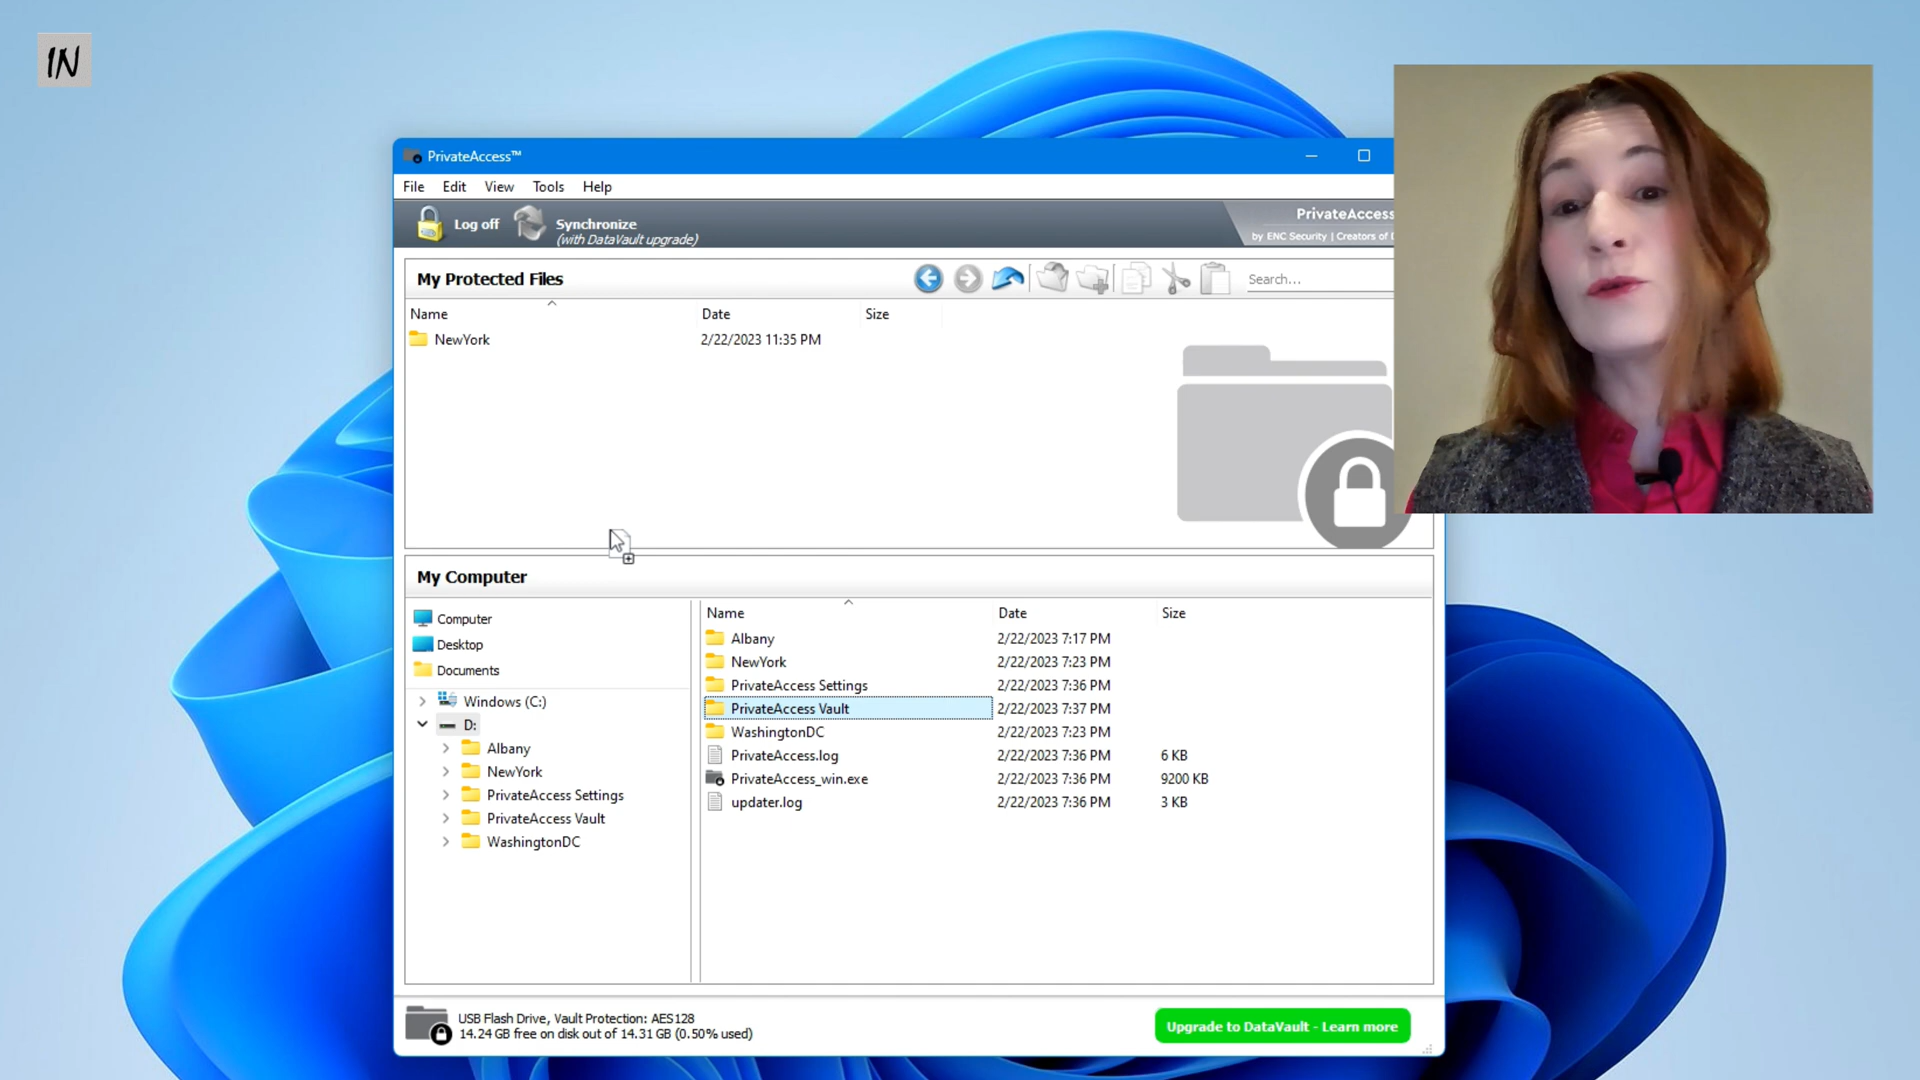 IN
PrivateAccess™
File Edit View Tools Help
Log off
Synchronize
(with DataVault upgrade)
PrivateAccess
by ENC Security | Creators of
My Protected Files
Search...
Name Date Size
NewYork 2/22/2023 11:35 PM
My Computer
Computer
Desktop
Documents
Windows (C:)
D:
Albany
NewYork
PrivateAccess Settings
PrivateAccess Vault
WashingtonDC
Name Date Size
Albany 2/22/2023 7:17 PM
NewYork 2/22/2023 7:23 PM
PrivateAccess Settings 2/22/2023 7:36 PM
PrivateAccess Vault 2/22/2023 7:37 PM
WashingtonDC 2/22/2023 7:23 PM
PrivateAccess.log 2/22/2023 7:36 PM 6 KB
PrivateAccess_win.exe 2/22/2023 7:36 PM 9200 KB
updater.log 2/22/2023 7:36 PM 3 KB
USB Flash Drive, Vault Protection: AES128
14.24 GB free on disk out of 14.31 GB (0.50% used)
Upgrade to DataVault - Learn more